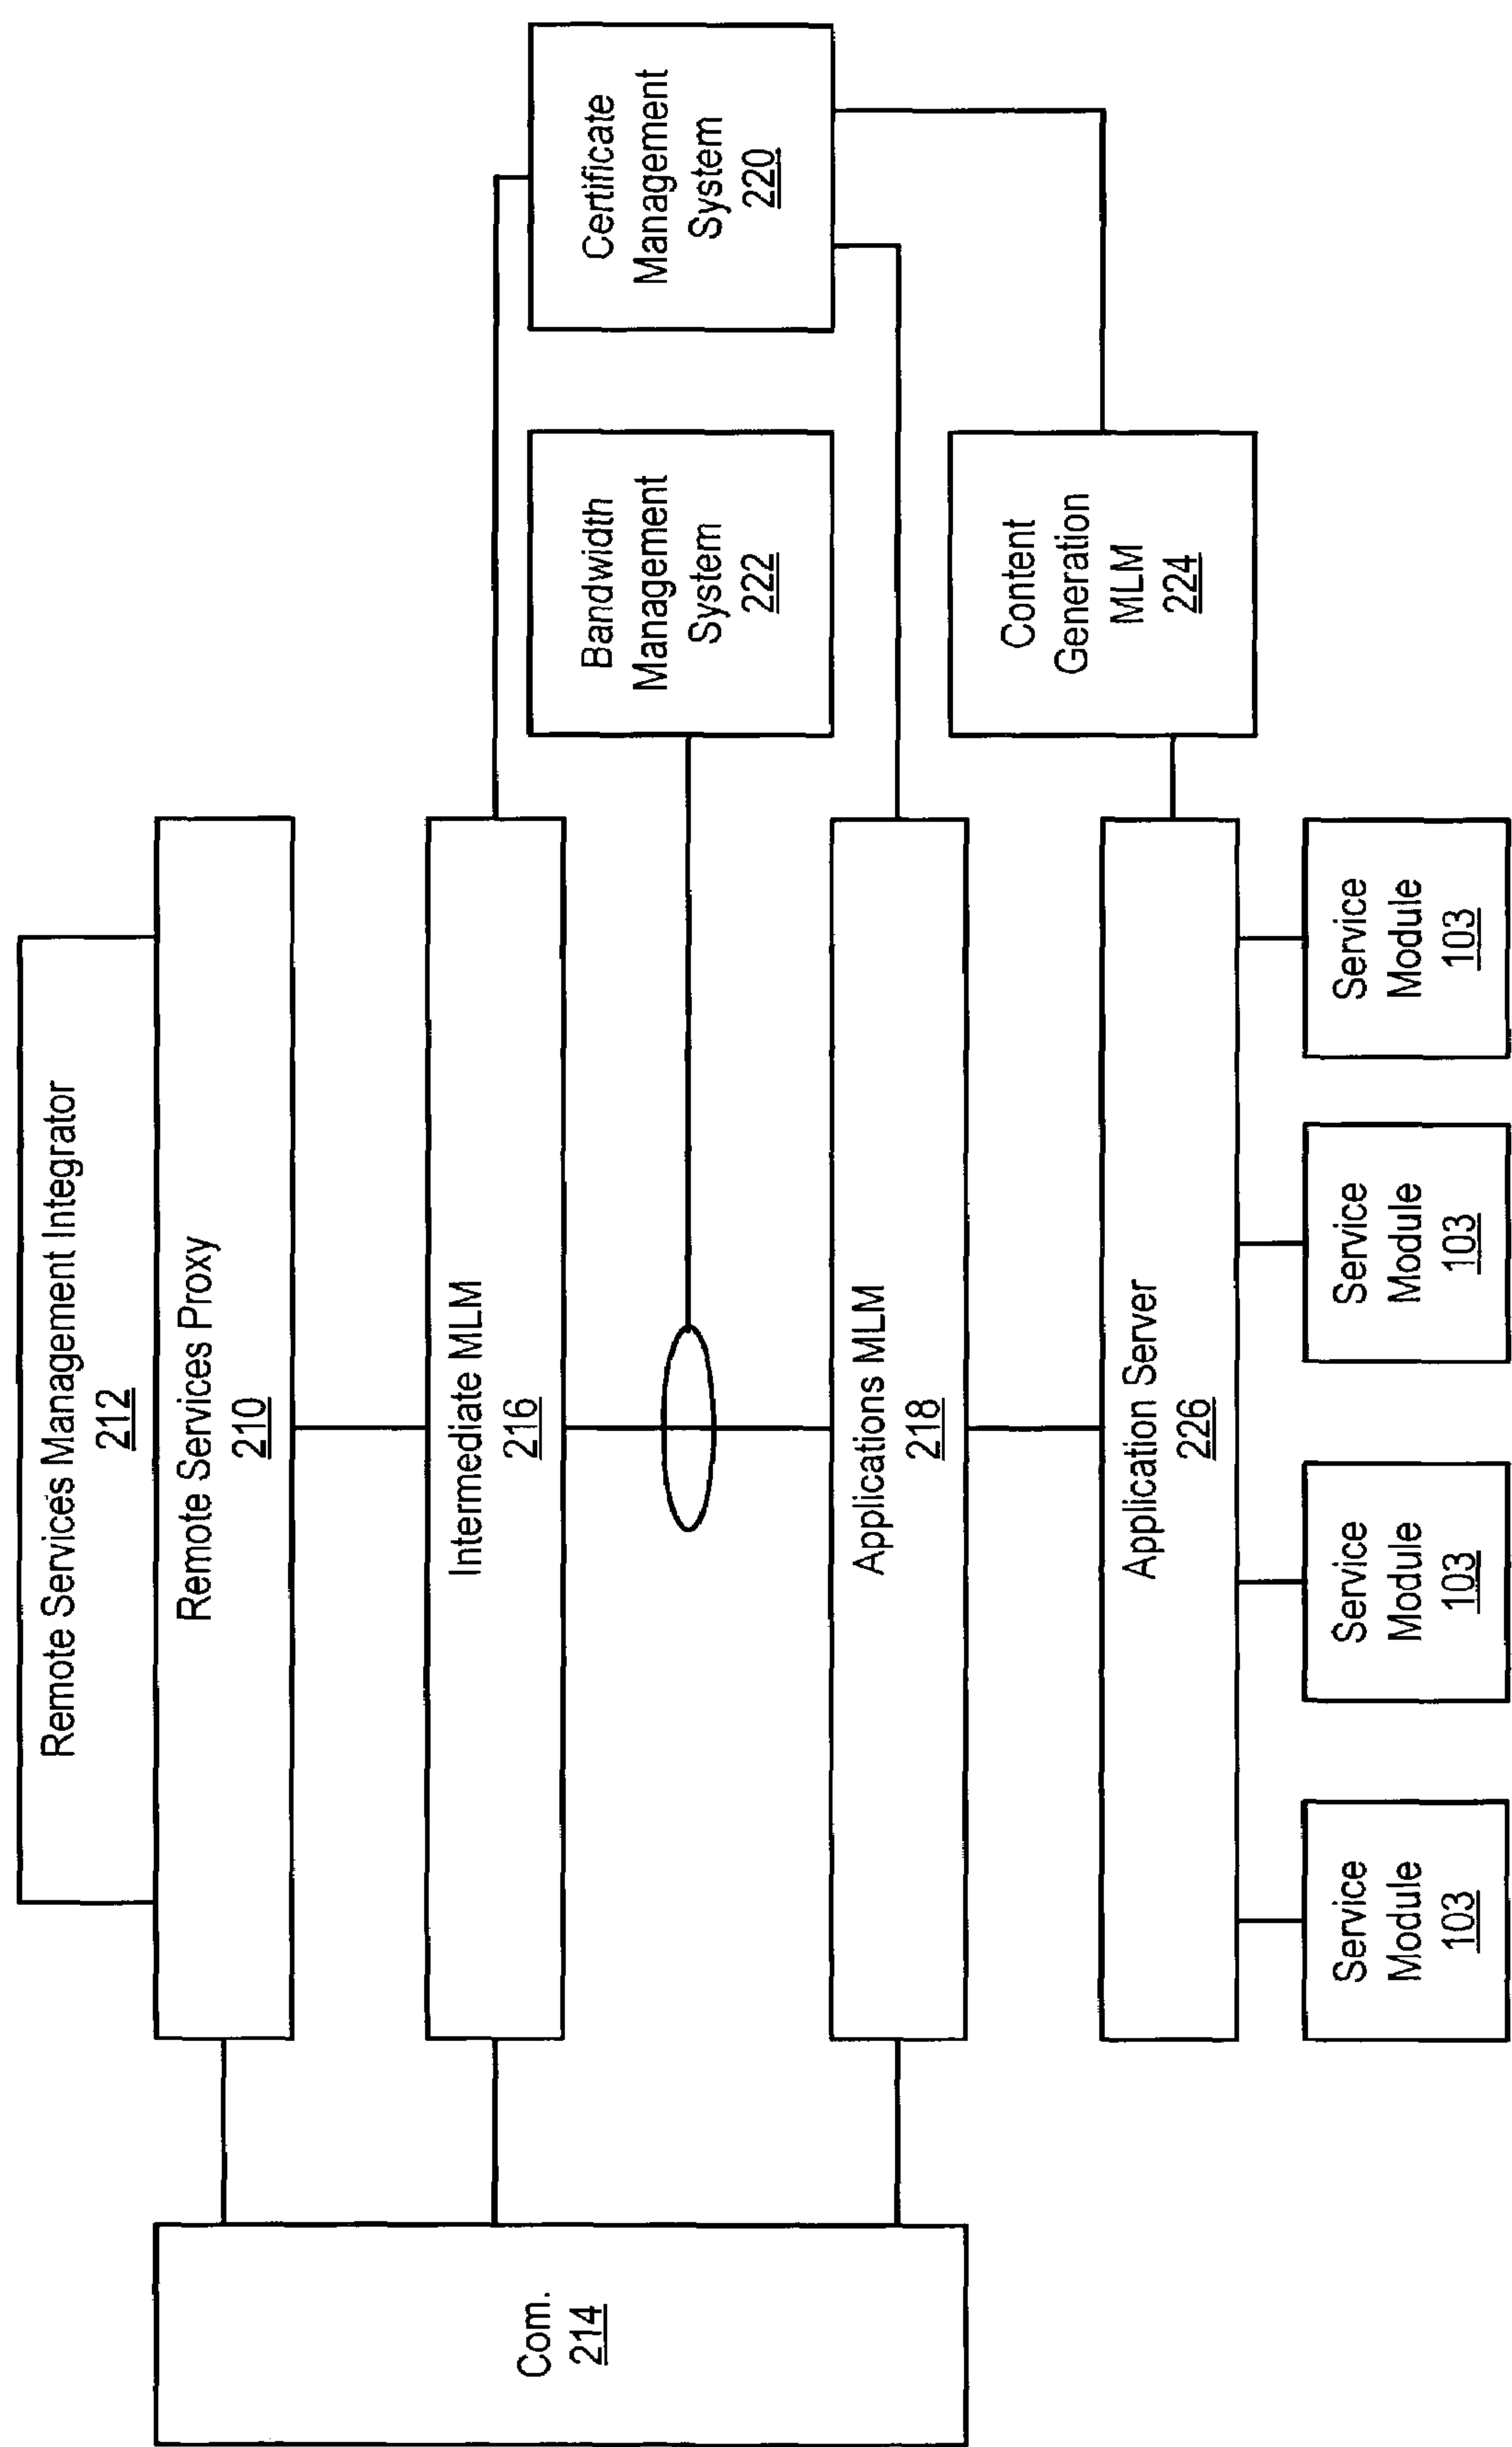 Remote Services Management Integrator
212
Remote Services Proxy
210
Com.
214
Intermediate MLM
216
Certificate
Management
System
220
Bandwidth
Management
System
222
Applications MLM
218
Content
Generation
MLM
224
Application Server
226
Service
Module
103
Service
Module
103
Service
Module
103
Service
Module
103